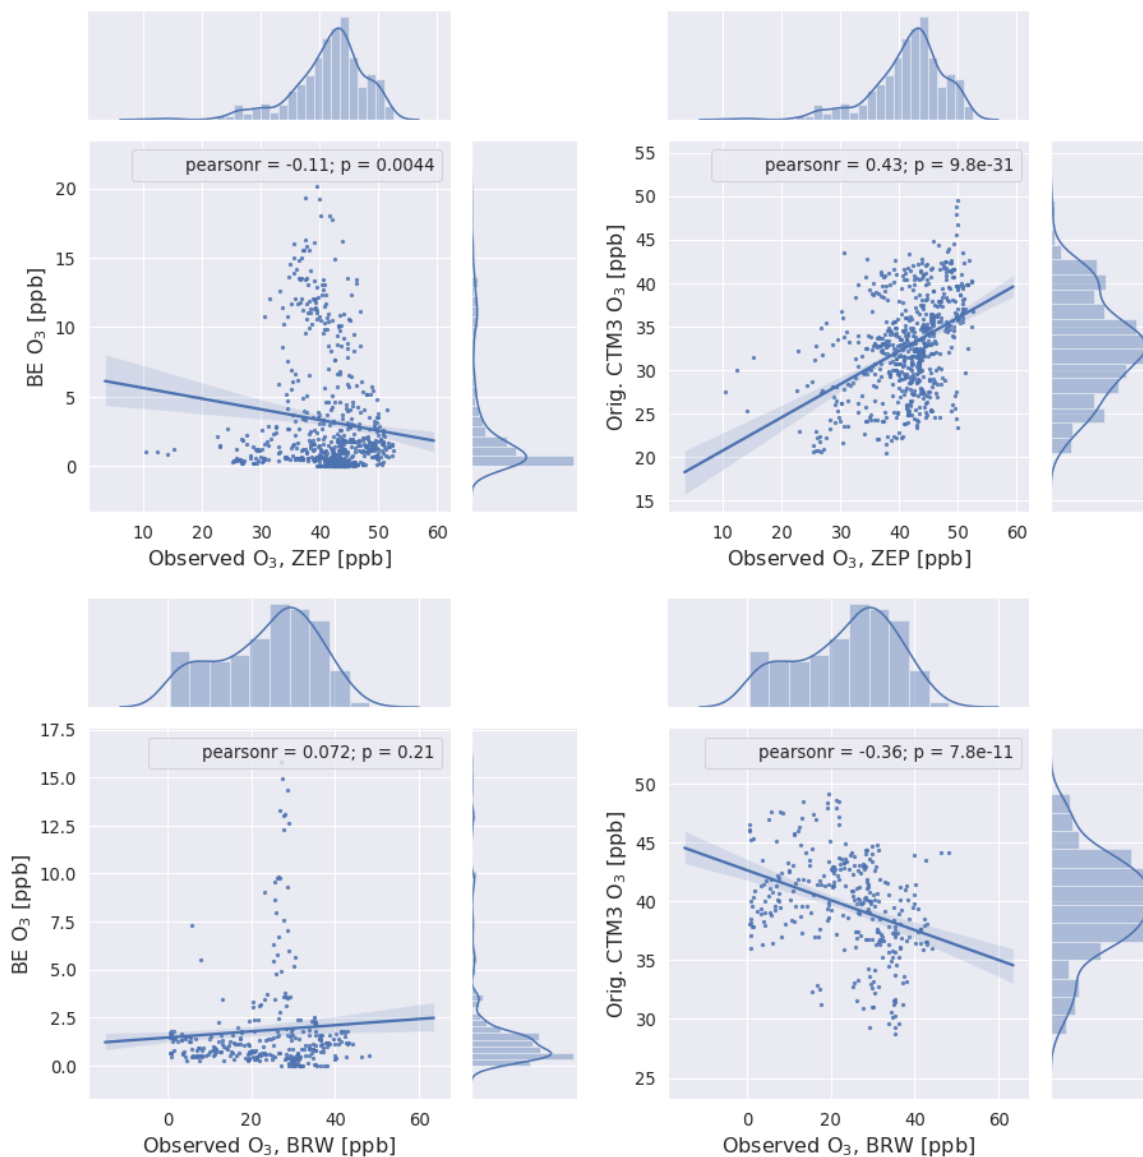 pearsonr = -0.11; p = 0.0044
BE O₃ [ppb]
20
15
10
5
0
10 20 30 40 50 60
Observed O₃, ZEP [ppb]
pearsonr = 0.43; p = 9.8e-31
Orig. CTM3 O₃ [ppb]
55
50
45
40
35
30
25
20
15
10 20 30 40 50 60
Observed O₃, ZEP [ppb]
pearsonr = 0.072; p = 0.21
BE O₃ [ppb]
17.5
15.0
12.5
10.0
7.5
5.0
2.5
0.0
0 20 40 60
Observed O₃, BRW [ppb]
pearsonr = -0.36; p = 7.8e-11
Orig. CTM3 O₃ [ppb]
50
45
40
35
30
25
0 20 40 60
Observed O₃, BRW [ppb]